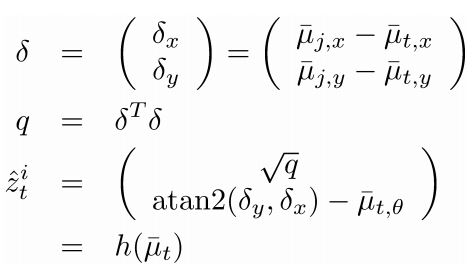 δ = ( δ_x δ_y ) = ( μ̄_{j,x} − μ̄_{t,x} μ̄_{j,y} − μ̄_{t,y} )
q = δ^T δ
ẑ_t^i = ( √q atan2(δ_y, δ_x) − μ̄_{t,θ} )
= h(μ̄_t)